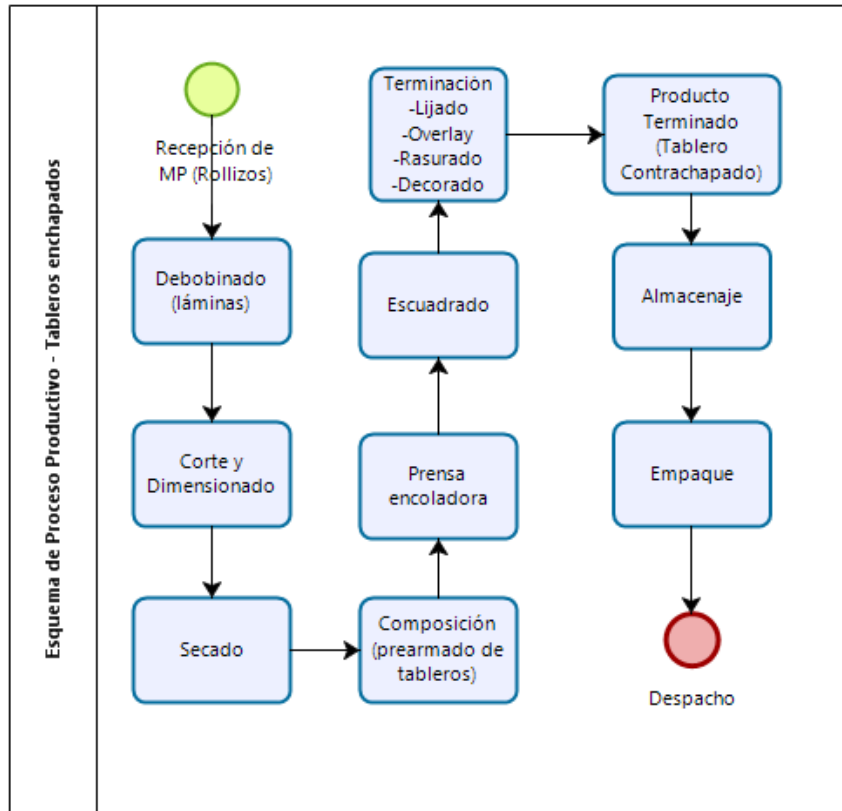 Esquema de Proceso Productivo - Tableros enchapados
Recepción de
MP (Rollizos)
Debobinado
(láminas)
Corte y
Dimensionado
Secado
Composición
(prearmado de
tableros)
Prensa
encoladora
Escuadrado
Terminación
-Lijado
-Overlay
-Rasurado
-Decorado
Producto
Terminado
(Tablero
Contrachapado)
Almacenaje
Empaque
Despacho